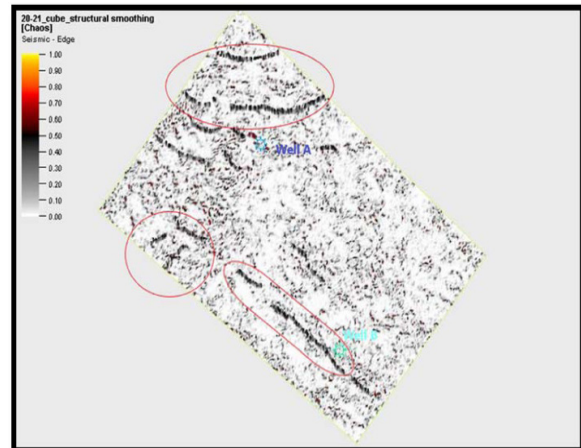 28-21_cube_structural smoothing
[Chaos]
Seismic - Edge
1.00
0.90
0.80
0.70
0.60
0.50
0.40
0.30
0.20
0.10
0.00
Well A
Well B